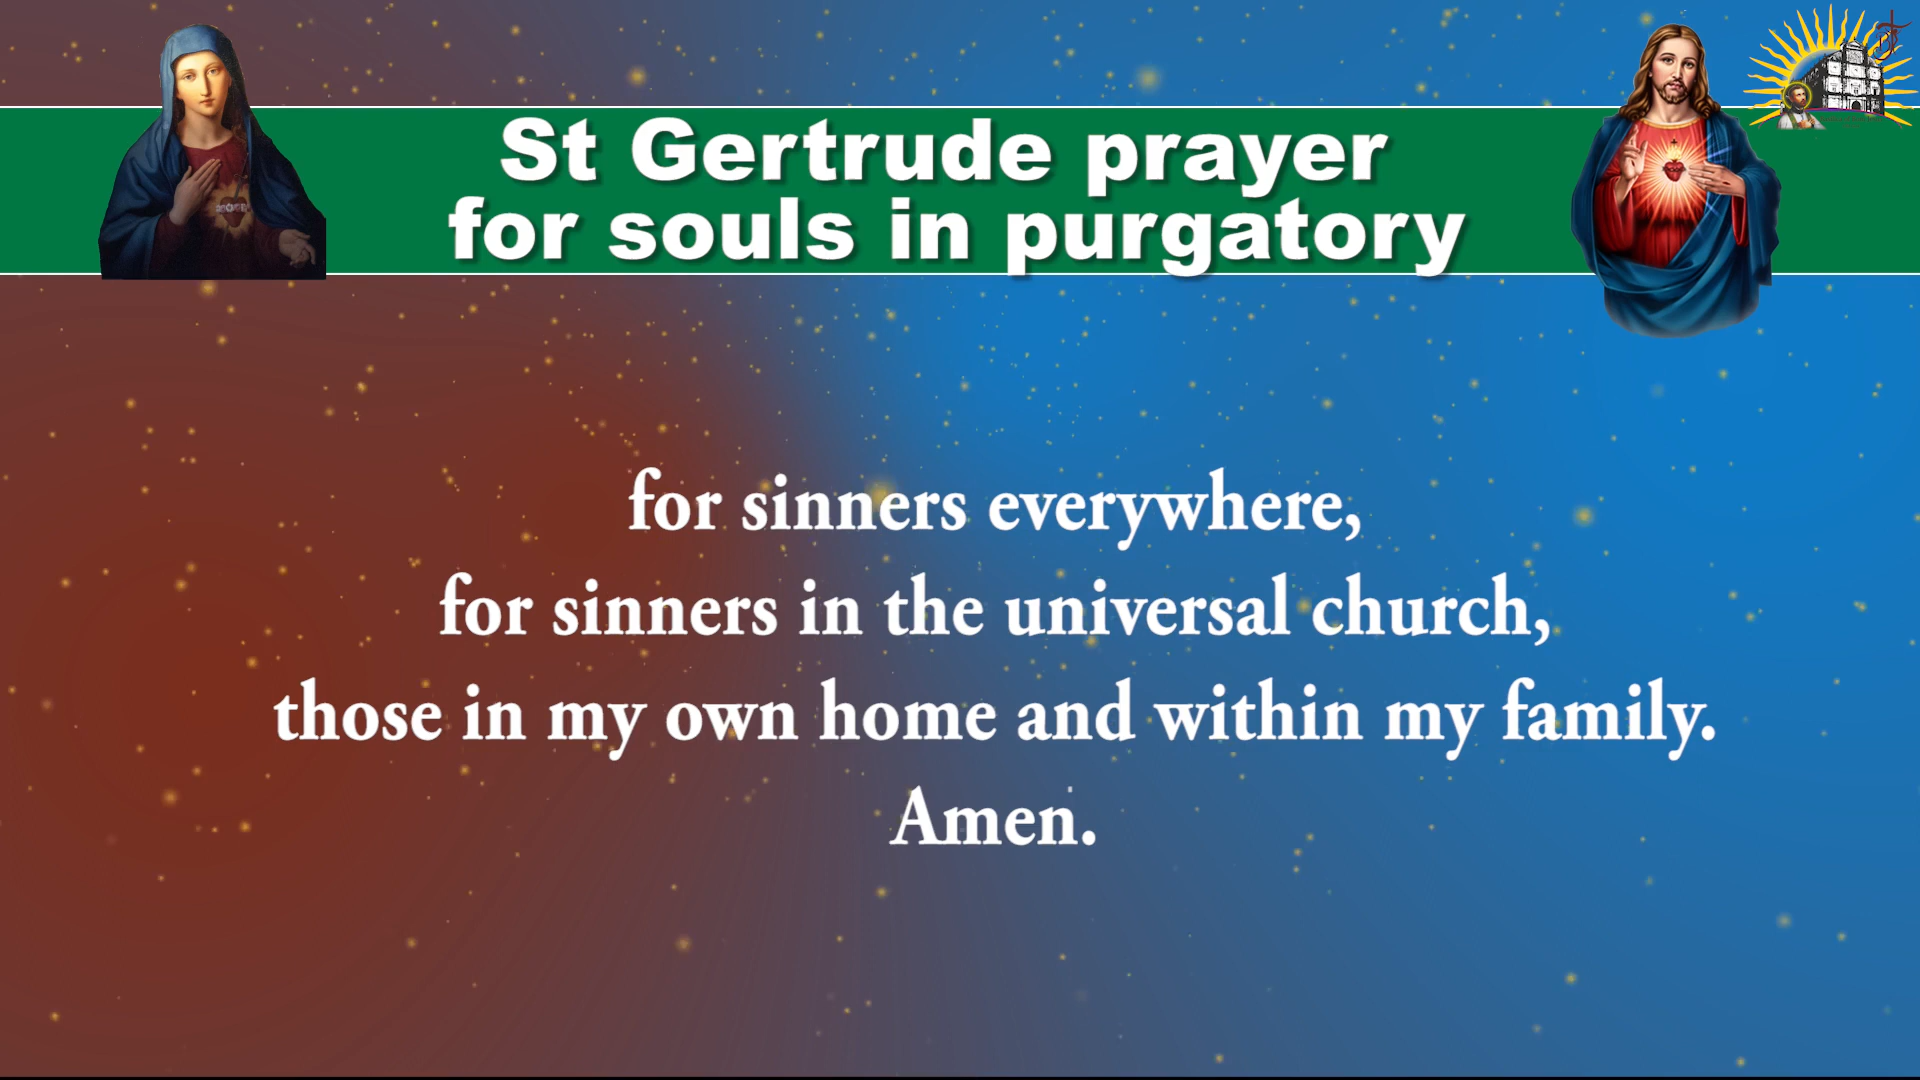 St Gertrude prayer
for souls in purgatory
for sinners everywhere,
for sinners in the universal church,
those in my own home and within my family.
Amen.